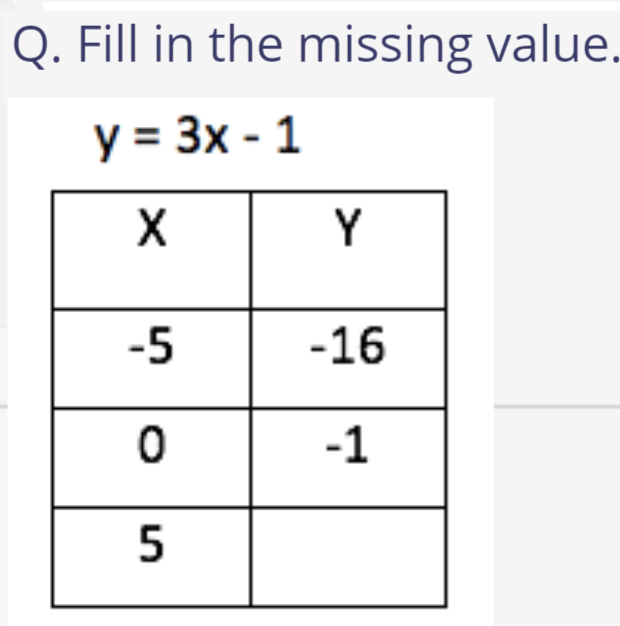 Q. Fill in the missing value.
y = 3x - 1
X Y
-5 -16
0 -1
5